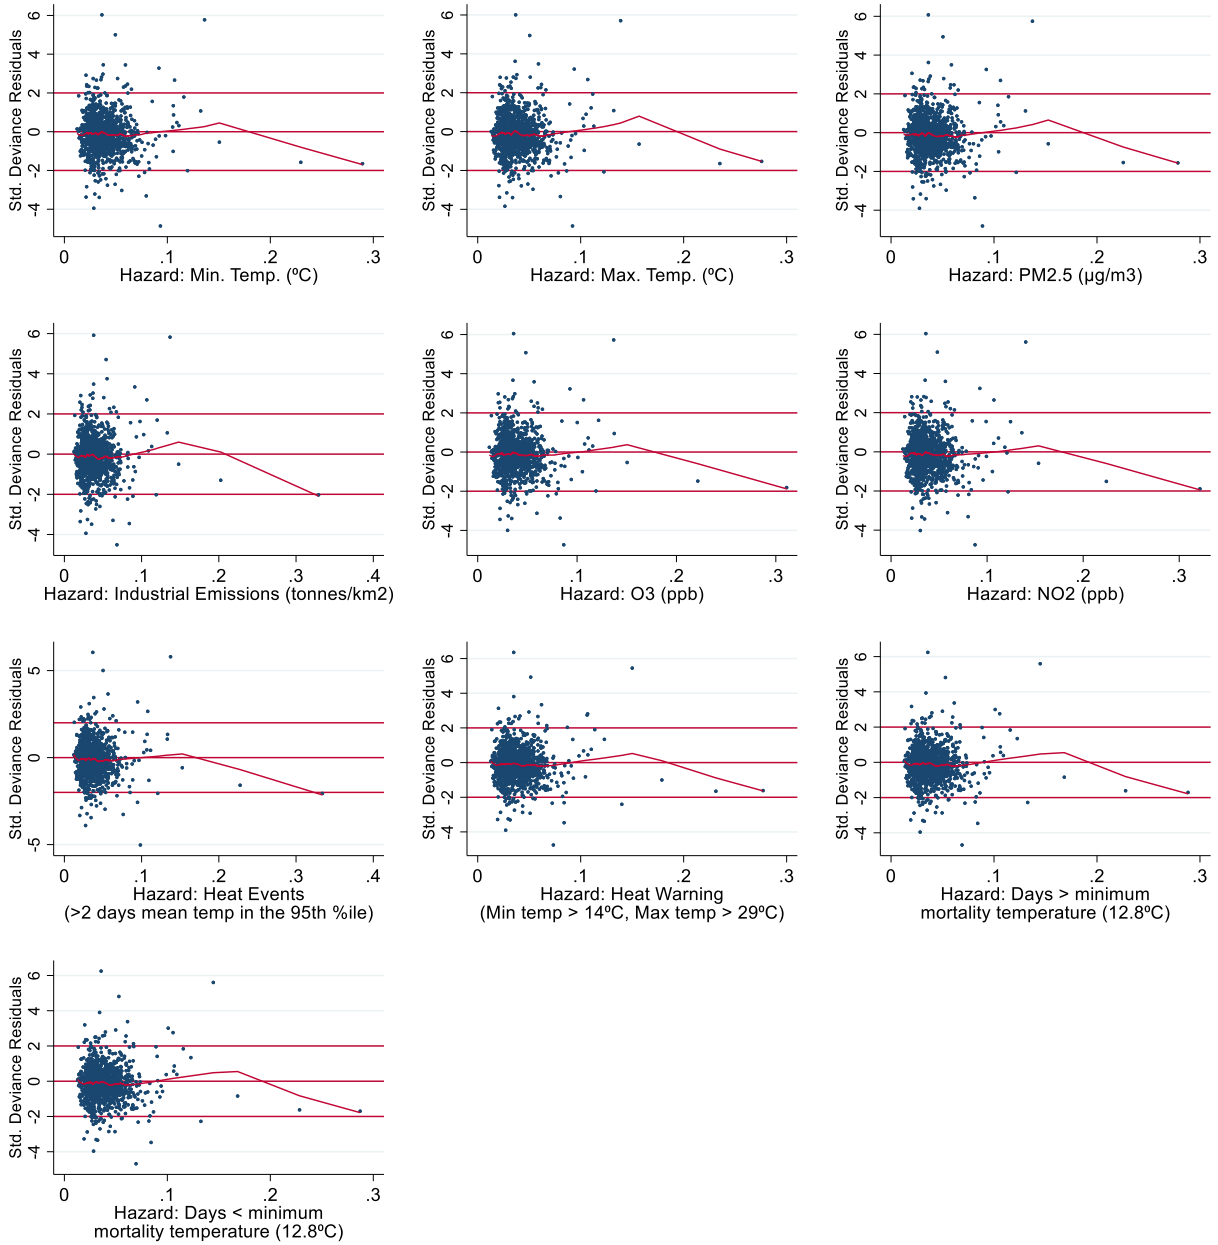 Std. Deviance Residuals
6
4
2
0
-2
-4
0 .1 .2 .3
Hazard: Min. Temp. (ºC)
Std. Deviance Residuals
6
4
2
0
-2
-4
0 .1 .2 .3
Hazard: Max. Temp. (ºC)
Std. Deviance Residuals
6
4
2
0
-2
-4
0 .1 .2 .3
Hazard: PM2.5 (µg/m3)
Std. Deviance Residuals
6
4
2
0
-2
-4
0 .1 .2 .3 .4
Hazard: Industrial Emissions (tonnes/km2)
Std. Deviance Residuals
6
4
2
0
-2
-4
0 .1 .2 .3
Hazard: O3 (ppb)
Std. Deviance Residuals
6
4
2
0
-2
-4
0 .1 .2 .3
Hazard: NO2 (ppb)
Std. Deviance Residuals
5
2
0
-2
-5
0 .1 .2 .3 .4
Hazard: Heat Events
(>2 days mean temp in the 95th %ile)
Std. Deviance Residuals
6
4
2
0
-2
-4
0 .1 .2 .3
Hazard: Heat Warning
(Min temp > 14ºC, Max temp > 29ºC)
Std. Deviance Residuals
6
4
2
0
-2
-4
0 .1 .2 .3
Hazard: Days > minimum
mortality temperature (12.8ºC)
Std. Deviance Residuals
6
4
2
0
-2
-4
0 .1 .2 .3
Hazard: Days < minimum
mortality temperature (12.8ºC)